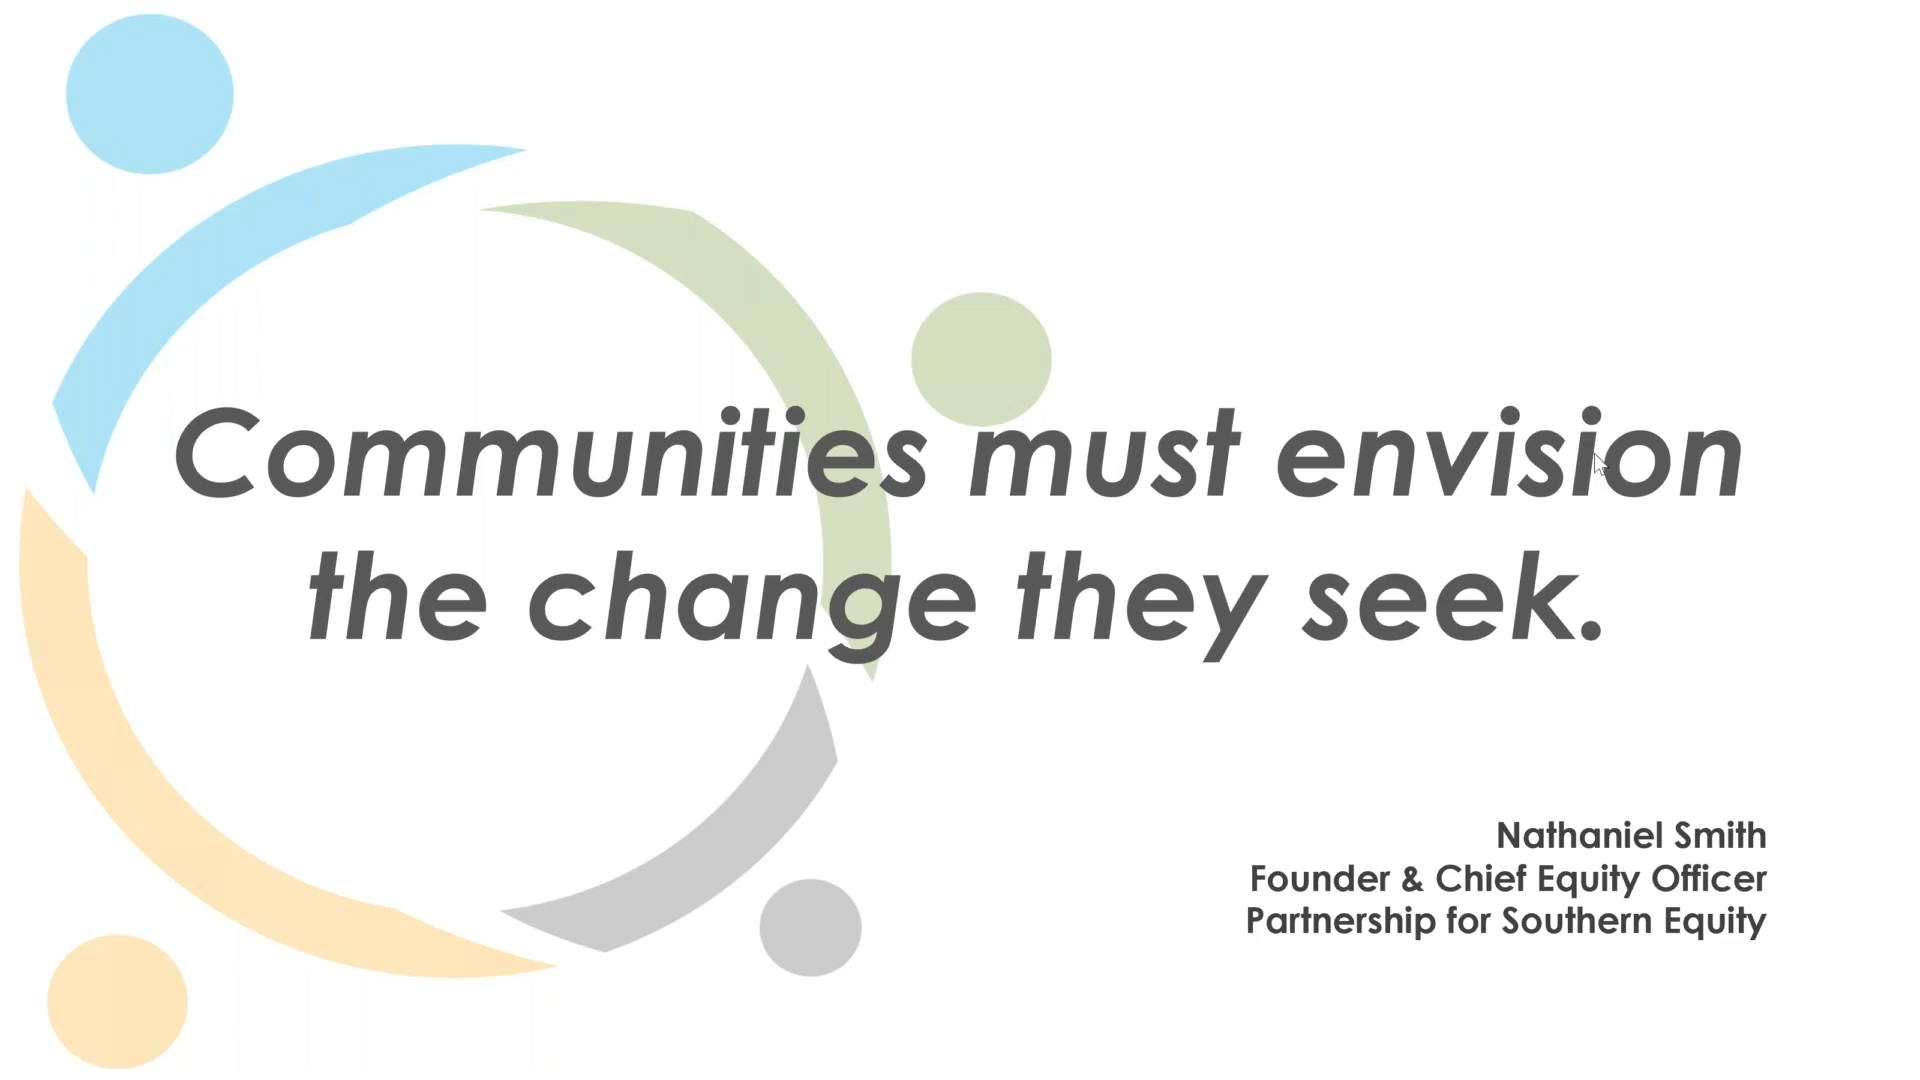 Communities must envision
the change they seek.
Nathaniel Smith
Founder & Chief Equity Officer
Partnership for Southern Equity